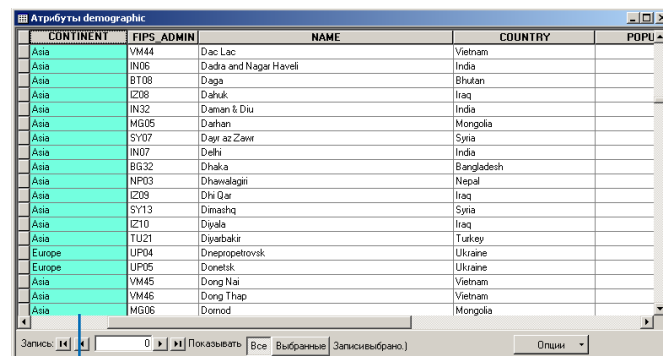 Атрибуты demographic
CONTINENT FIPS_ADMIN NAME COUNTRY POPU
Asia VM44 Dac Lac Vietnam
Asia IN06 Dadra and Nagar Haveli India
Asia BT08 Daga Bhutan
Asia IZ08 Dahuk Iraq
Asia IN32 Daman & Diu India
Asia MG05 Darhan Mongolia
Asia SY07 Dayr az Zawr Syria
Asia IN07 Delhi India
Asia BG32 Dhaka Bangladesh
Asia NP03 Dhawalagiri Nepal
Asia IZ09 Dhi Qar Iraq
Asia SY13 Dimashq Syria
Asia IZ10 Diyala Iraq
Asia TU21 Diyarbakir Turkey
Europe UP04 Dnepropetrovsk Ukraine
Europe UP05 Donetsk Ukraine
Asia VM45 Dong Nai Vietnam
Asia VM46 Dong Thap Vietnam
Asia MG06 Dornod Mongolia
Запись: 0 Показывать Все Выбранные Записивыбрано.) Опции